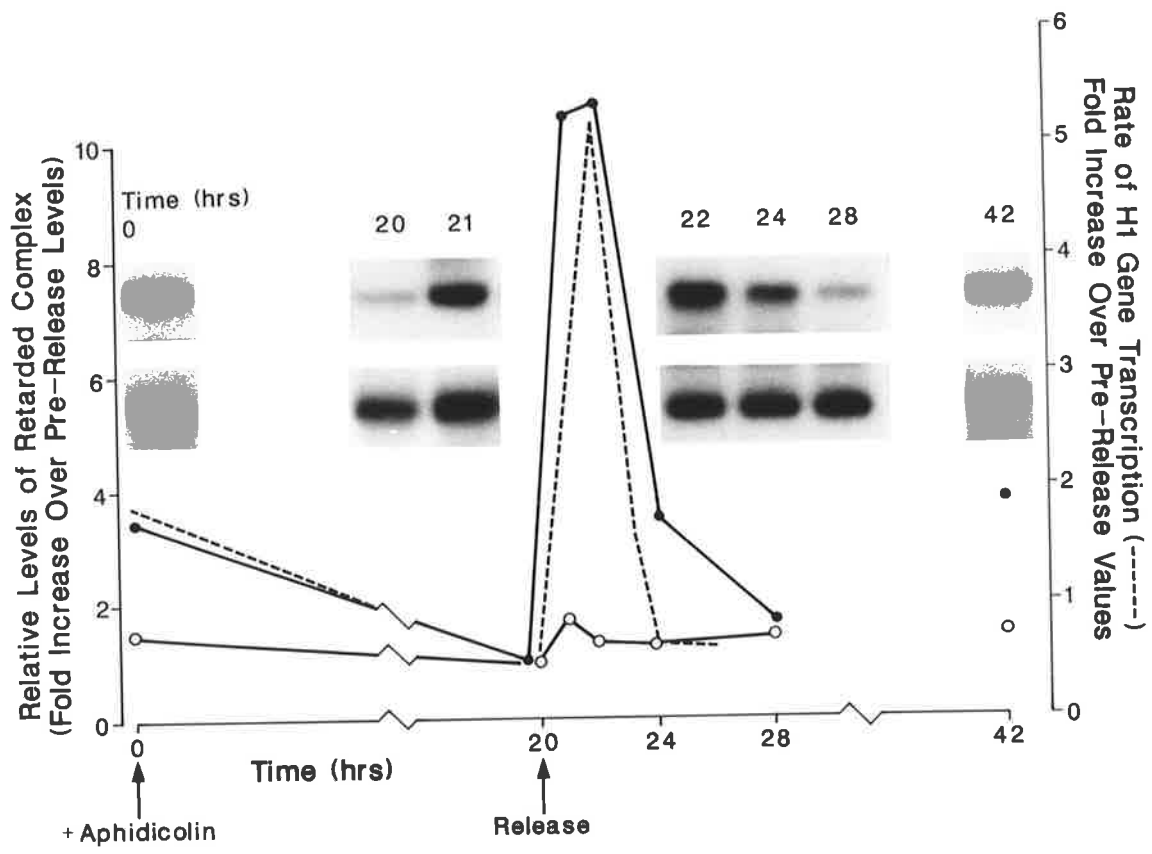 Relative Levels of Retarded Complex
(Fold Increase Over Pre-Release Levels)
10
8
6
4
2
0
Time (hrs)
0
20 21
22 24 28
42
6
5
4
3
2
1
0
Rate of H1 Gene Transcription (------)
Fold Increase Over Pre-Release Values
0 20 24 28 42
Time (hrs)
+ Aphidicolin
Release